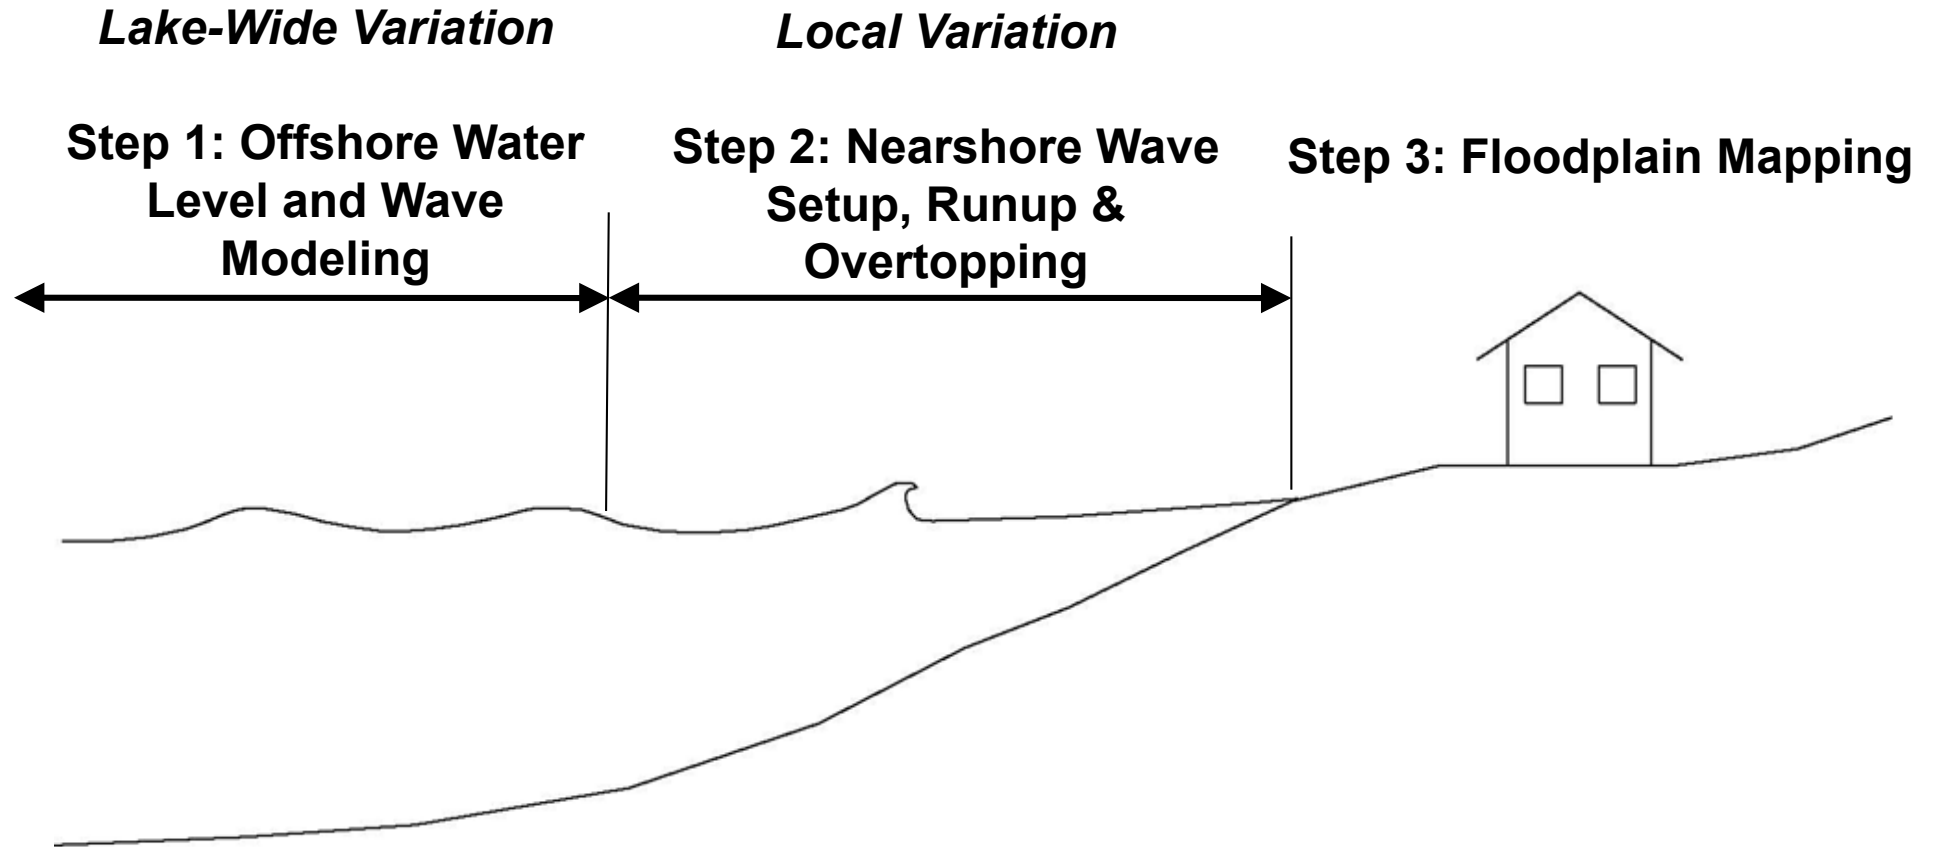 Lake-Wide Variation
Local Variation
Step 1: Offshore Water
Level and Wave
Modeling
Step 2: Nearshore Wave
Setup, Runup &
Overtopping
Step 3: Floodplain Mapping